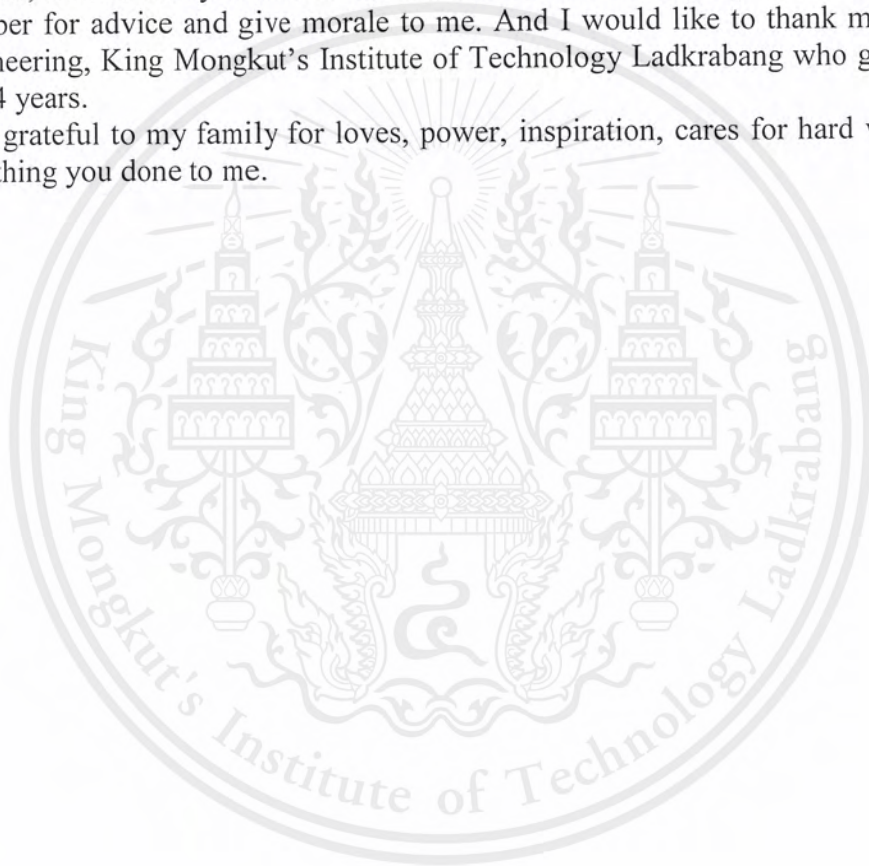 ber for advice and give morale to me. And I would like to thank m
neering, King Mongkut's Institute of Technology Ladkrabang who g
4 years.
grateful to my family for loves, power, inspiration, cares for hard
thing you done to me.
King Mongkut's Institute of Technology Ladkrabang